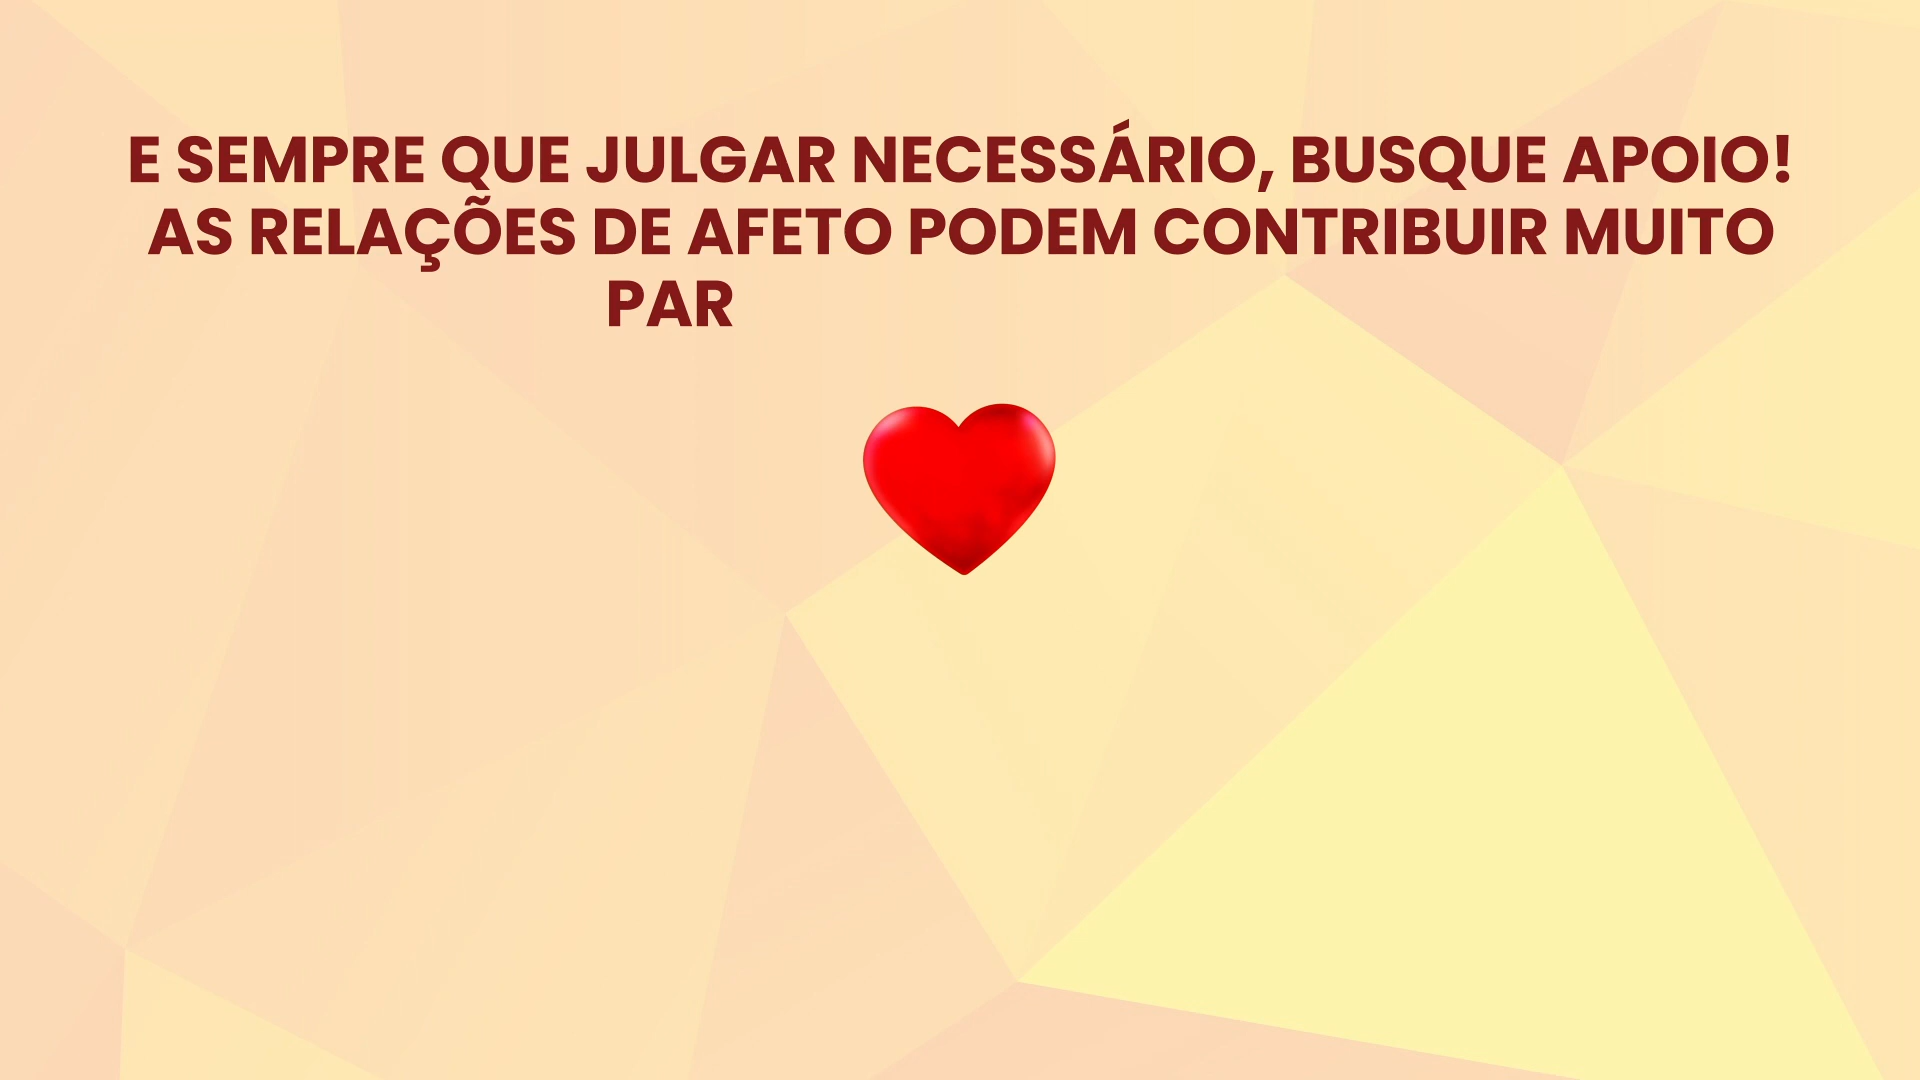 E SEMPRE QUE JULGAR NECESSÁRIO, BUSQUE APOIO!
AS RELAÇÕES DE AFETO PODEM CONTRIBUIR MUITO
PAR